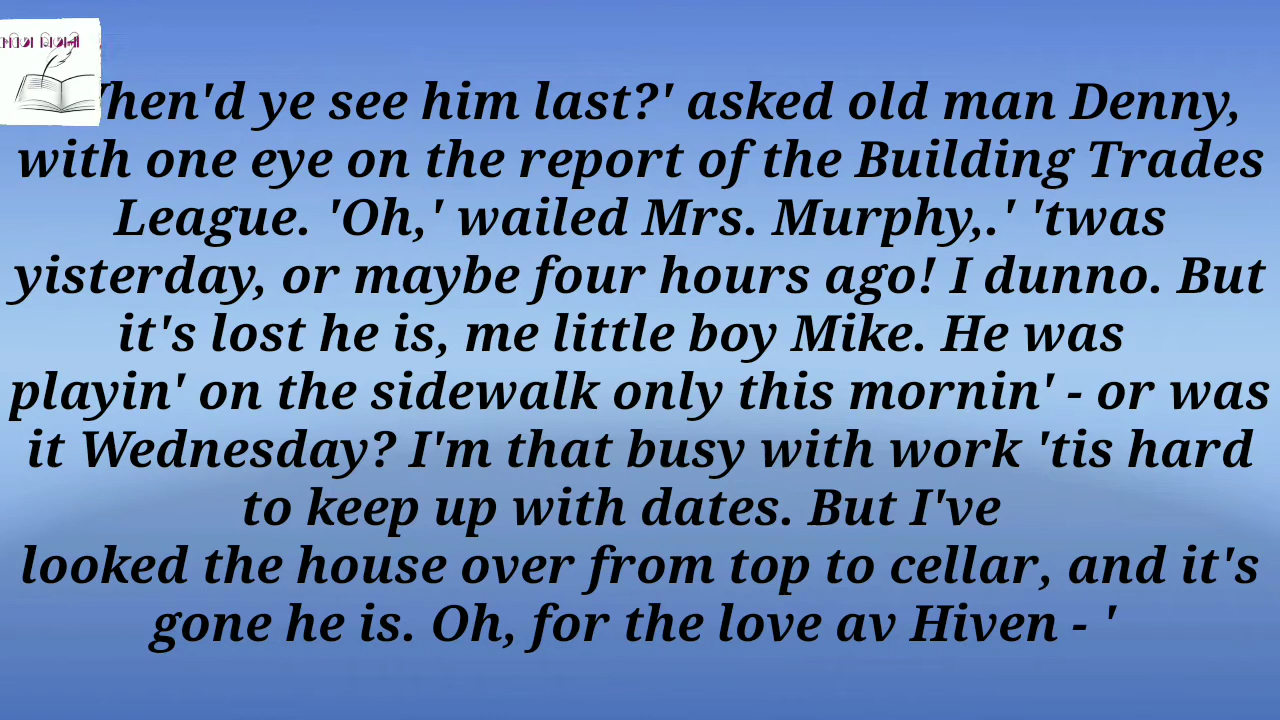 When'd ye see him last?' asked old man Denny,
with one eye on the report of the Building Trades
League. 'Oh,' wailed Mrs. Murphy,.' 'twas
yisterday, or maybe four hours ago! I dunno. But
it's lost he is, me little boy Mike. He was
playin' on the sidewalk only this mornin' - or was
it Wednesday? I'm that busy with work 'tis hard
to keep up with dates. But I've
looked the house over from top to cellar, and it's
gone he is. Oh, for the love av Hiven - '